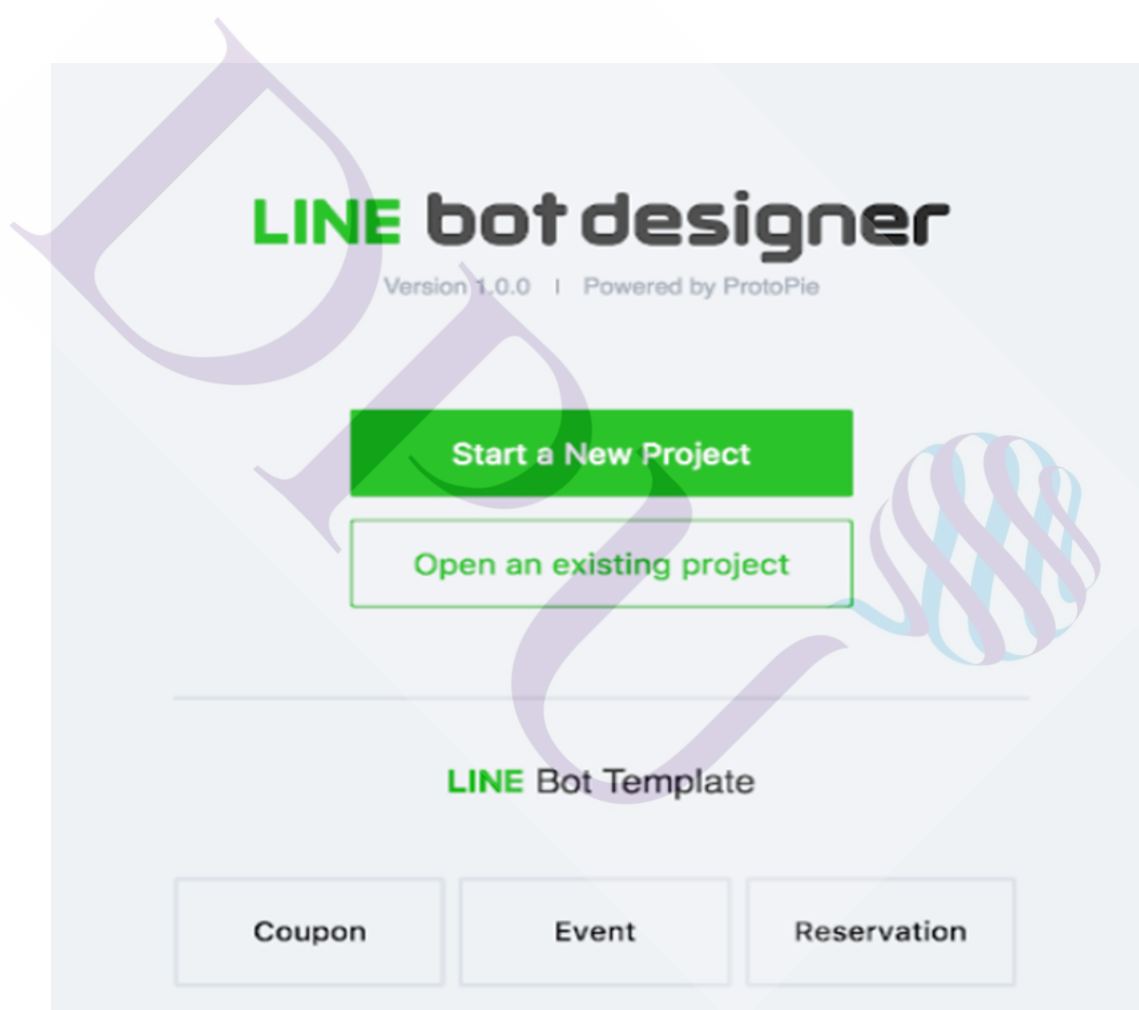 LINE bot designer
Version 1.0.0 | Powered by ProtoPie
Start a New Project
Open an existing project
LINE Bot Template
Coupon Event Reservation
DPU